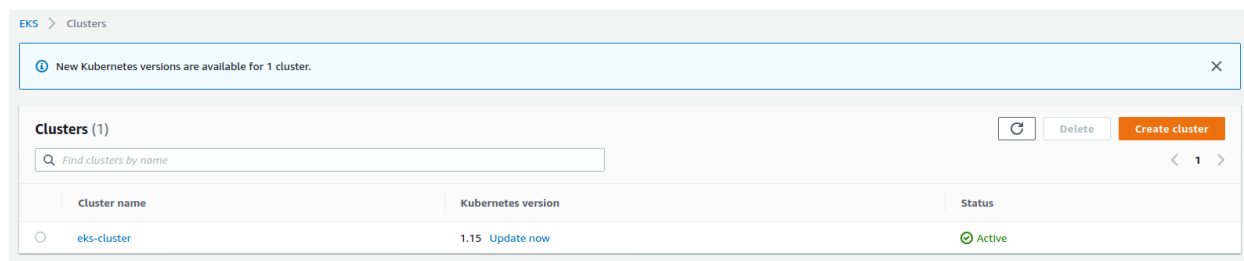 EKS > Clusters
New Kubernetes versions are available for 1 cluster.
Clusters (1)
Delete
Create cluster
Find clusters by name
< 1 >
Cluster name Kubernetes version Status
eks-cluster 1.15 Update now Active